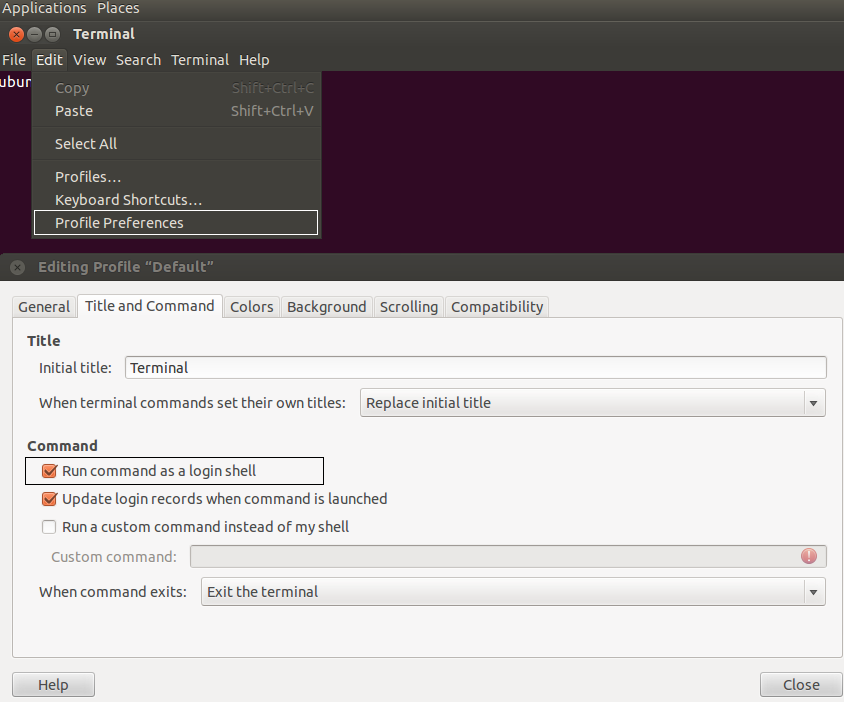 Applications Places
Terminal
File Edit View Search Terminal Help
ubun
Copy Shift+Ctrl+C
Paste Shift+Ctrl+V
Select All
Profiles…
Keyboard Shortcuts…
Profile Preferences
Editing Profile “Default”
General Title and Command Colors Background Scrolling Compatibility
Title
Initial title: Terminal
When terminal commands set their own titles: Replace initial title
Command
Run command as a login shell
Update login records when command is launched
Run a custom command instead of my shell
Custom command:
When command exits: Exit the terminal
Help Close